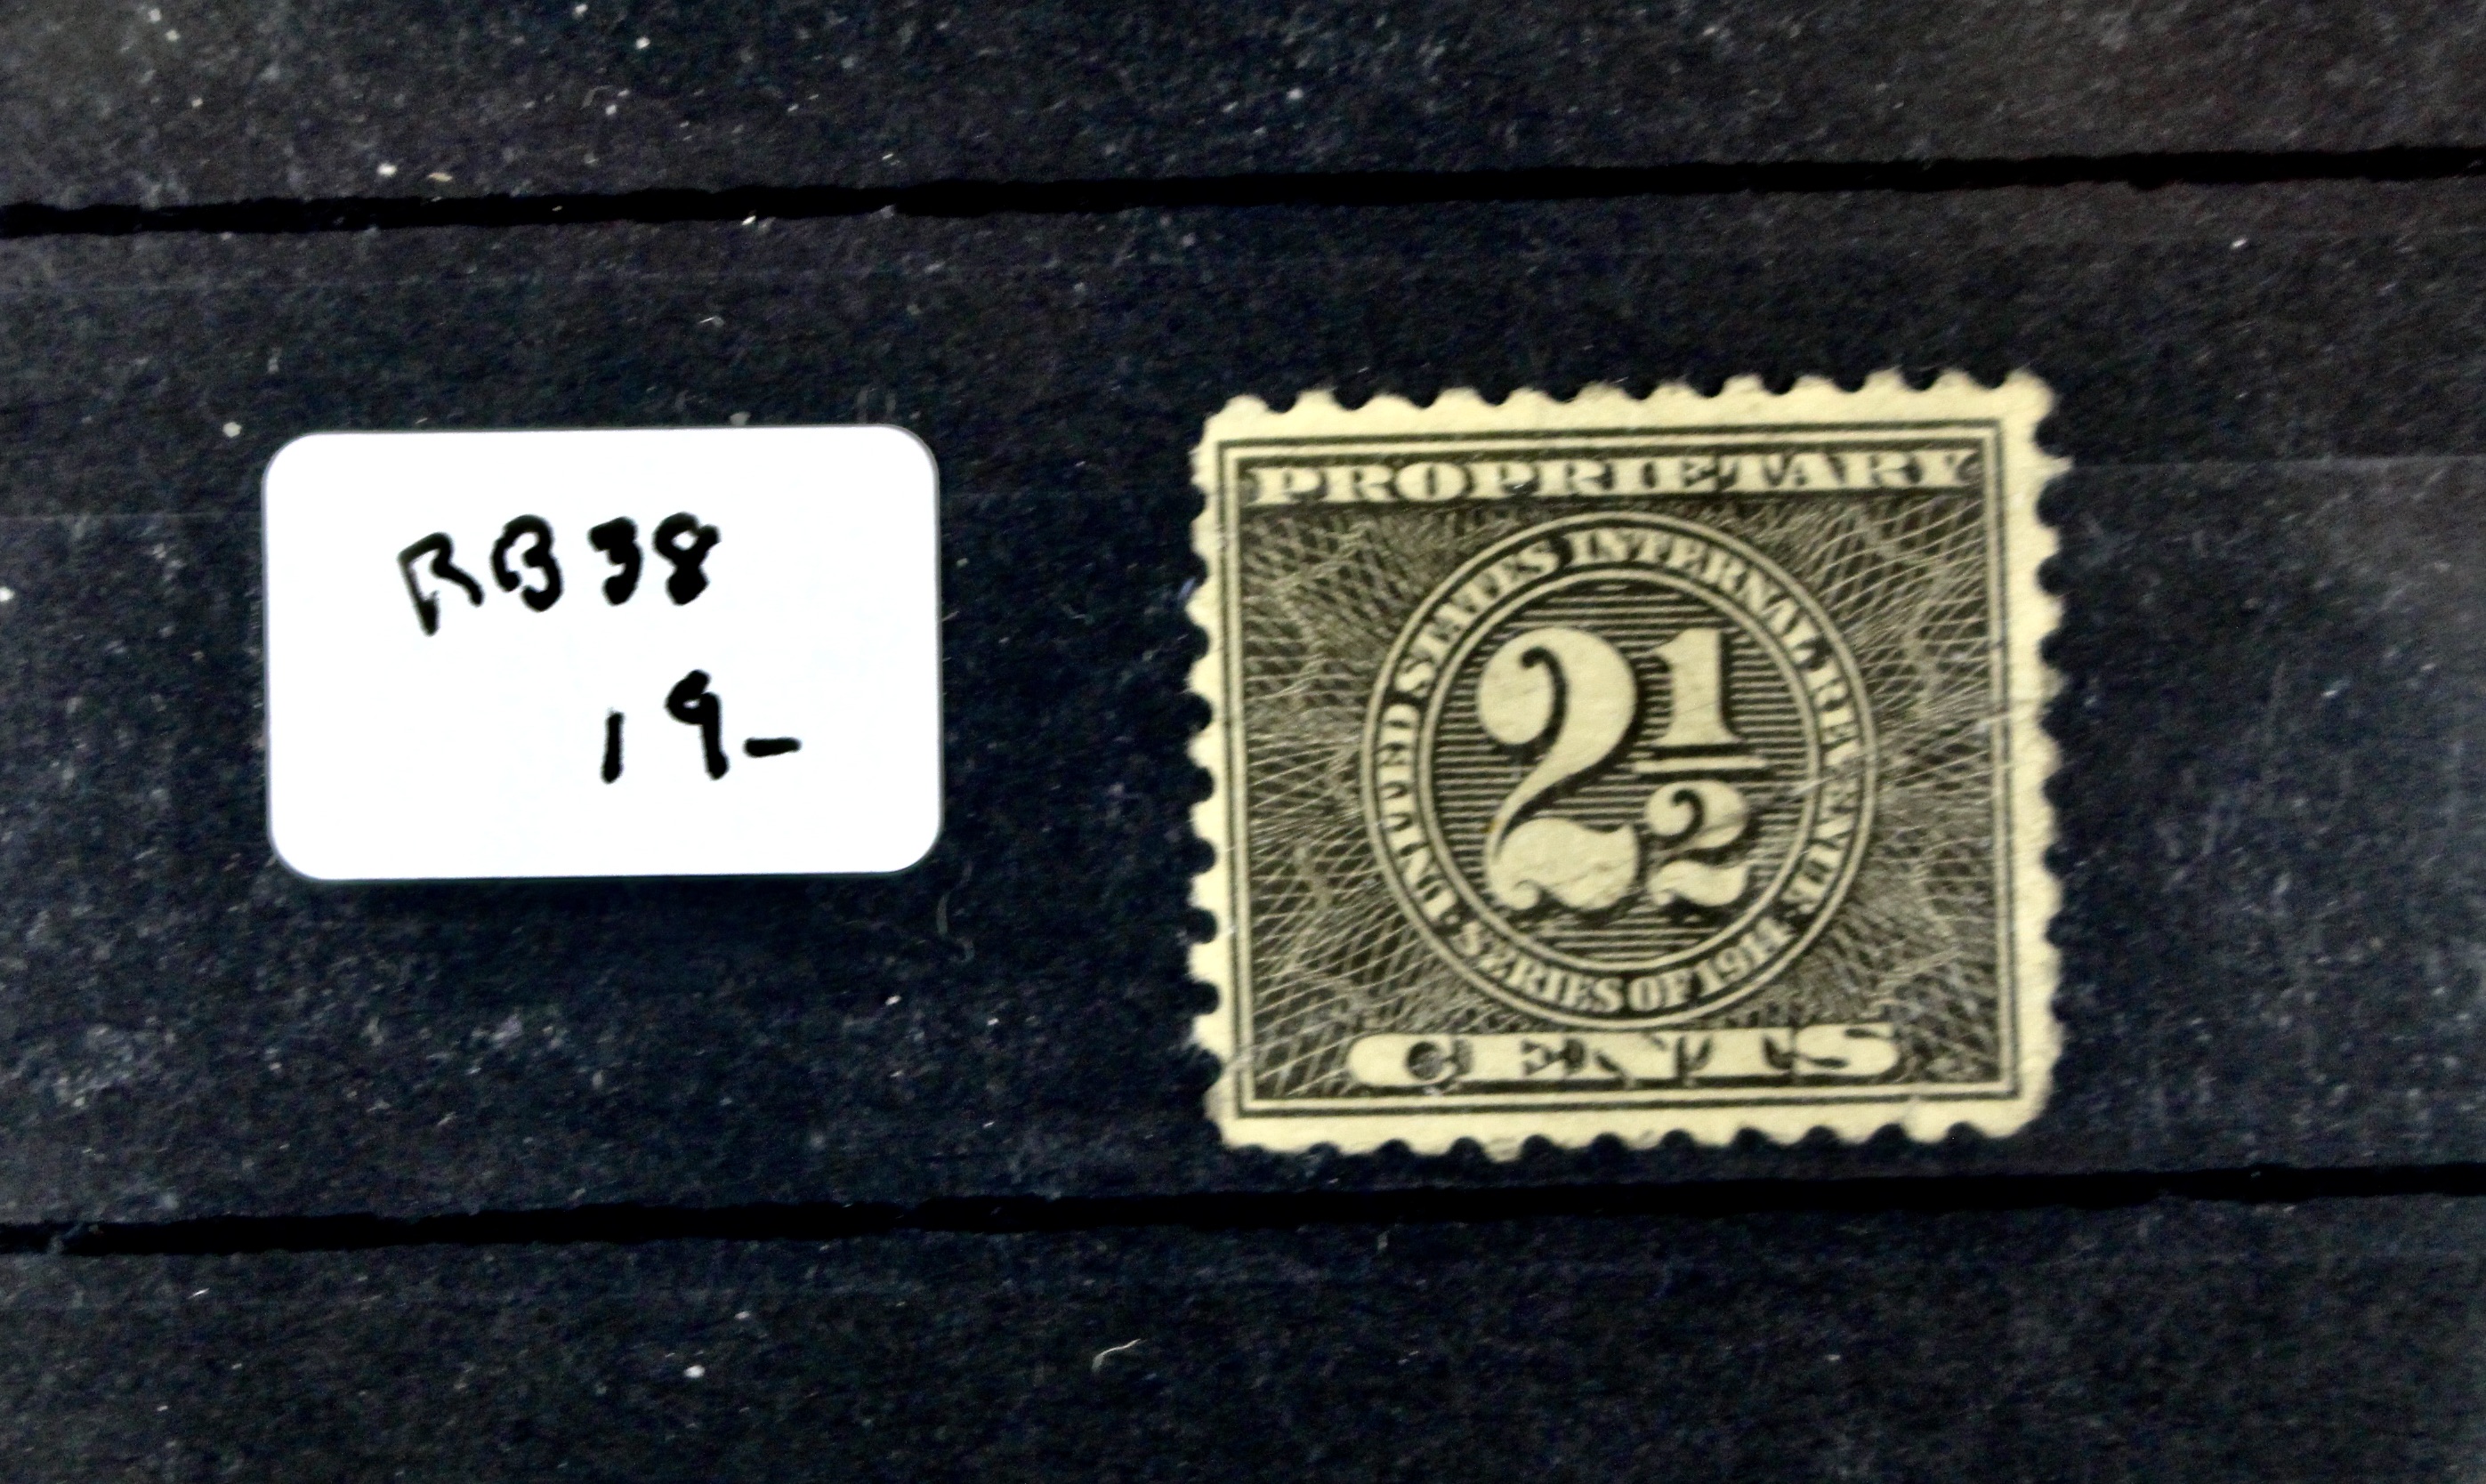 RB38
19-
PROPRIETARY
UNITED STATES INTERNAL REVENUE
2 1/2
SERIES OF 1914
CENTS